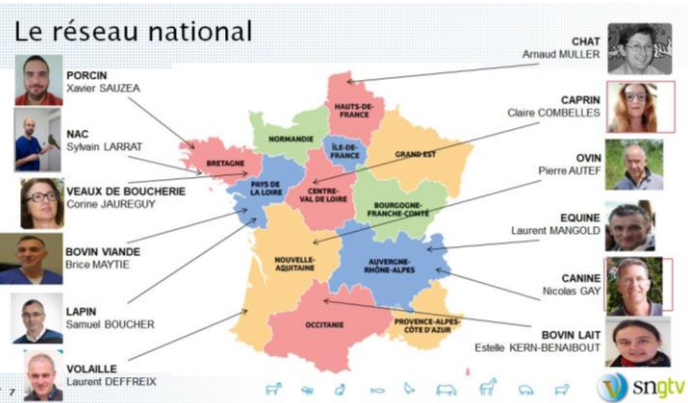 Le réseau national
PORCIN
Xavier SAUZEA
NAC
Sylvain LARRAT
VEAUX DE BOUCHERIE
Corine JAUREGUY
BOVIN VIANDE
Brice MAYTIE
LAPIN
Samuel BOUCHER
VOLAILLE
Laurent DEFFREIX
HAUTS-DE-
FRANCE
NORMANDIE
ÎLE-DE-
FRANCE
GRAND EST
BRETAGNE
PAYS DE
LA LOIRE
CENTRE-
VAL DE LOIRE
BOURGOGNE-
FRANCHE-COMTÉ
NOUVELLE-
AQUITAINE
AUVERGNE-
RHÔNE-ALPES
OCCITANIE
PROVENCE-ALPES-
CÔTE D'AZUR
CHAT
Arnaud MULLER
CAPRIN
Claire COMBELLES
OVIN
Pierre AUTEF
EQUINE
Laurent MANGOLD
CANINE
Nicolas GAY
BOVIN LAIT
Estelle KERN-BENAIBOUT
7
sngtv